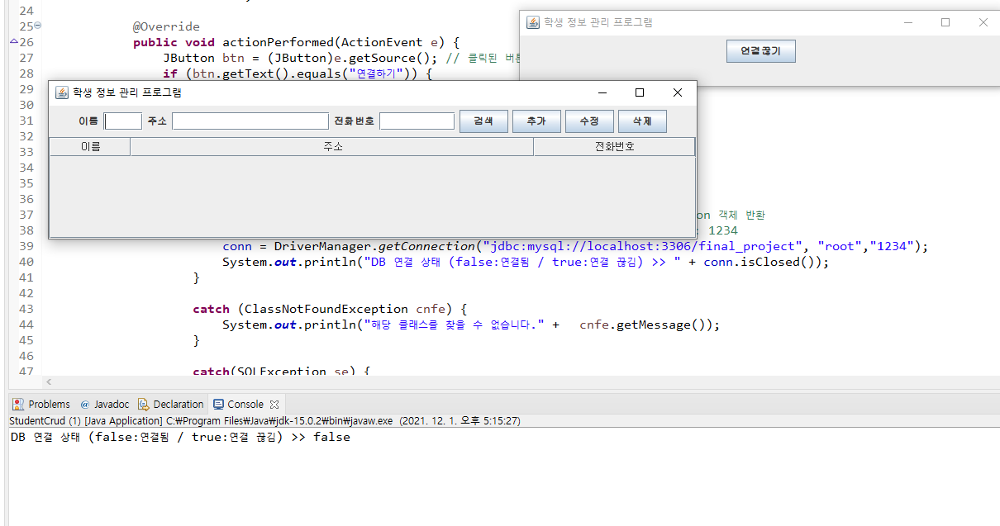 24
25
@Override
26
public void actionPerformed(ActionEvent e) {
27
JButton btn = (JButton)e.getSource(); // 클릭된 버튼
28
if (btn.getText().equals("연결하기")) {
학생 정보 관리 프로그램
연결끊기
29
학생 정보 관리 프로그램
30
31
이름
주소
전화번호
검색
추가
수정
삭제
32
33
이름
주소
전화번호
34
35
36
37
on 객체 반환
38
: 1234
39
conn = DriverManager.getConnection("jdbc:mysql://localhost:3306/final_project", "root","1234");
40
System.out.println("DB 연결 상태 (false:연결됨 / true:연결 끊김) >> " + conn.isClosed());
41
}
42
43
catch (ClassNotFoundException cnfe) {
44
System.out.println("해당 클래스를 찾을 수 없습니다." + cnfe.getMessage());
45
}
46
47
catch(SQLException se) {
Problems @ Javadoc Declaration Console
StudentCrud (1) [Java Application] C:₩Program Files₩Java₩jdk-15.0.2₩bin₩javaw.exe (2021. 12. 1. 오후 5:15:27)
DB 연결 상태 (false:연결됨 / true:연결 끊김) >> false